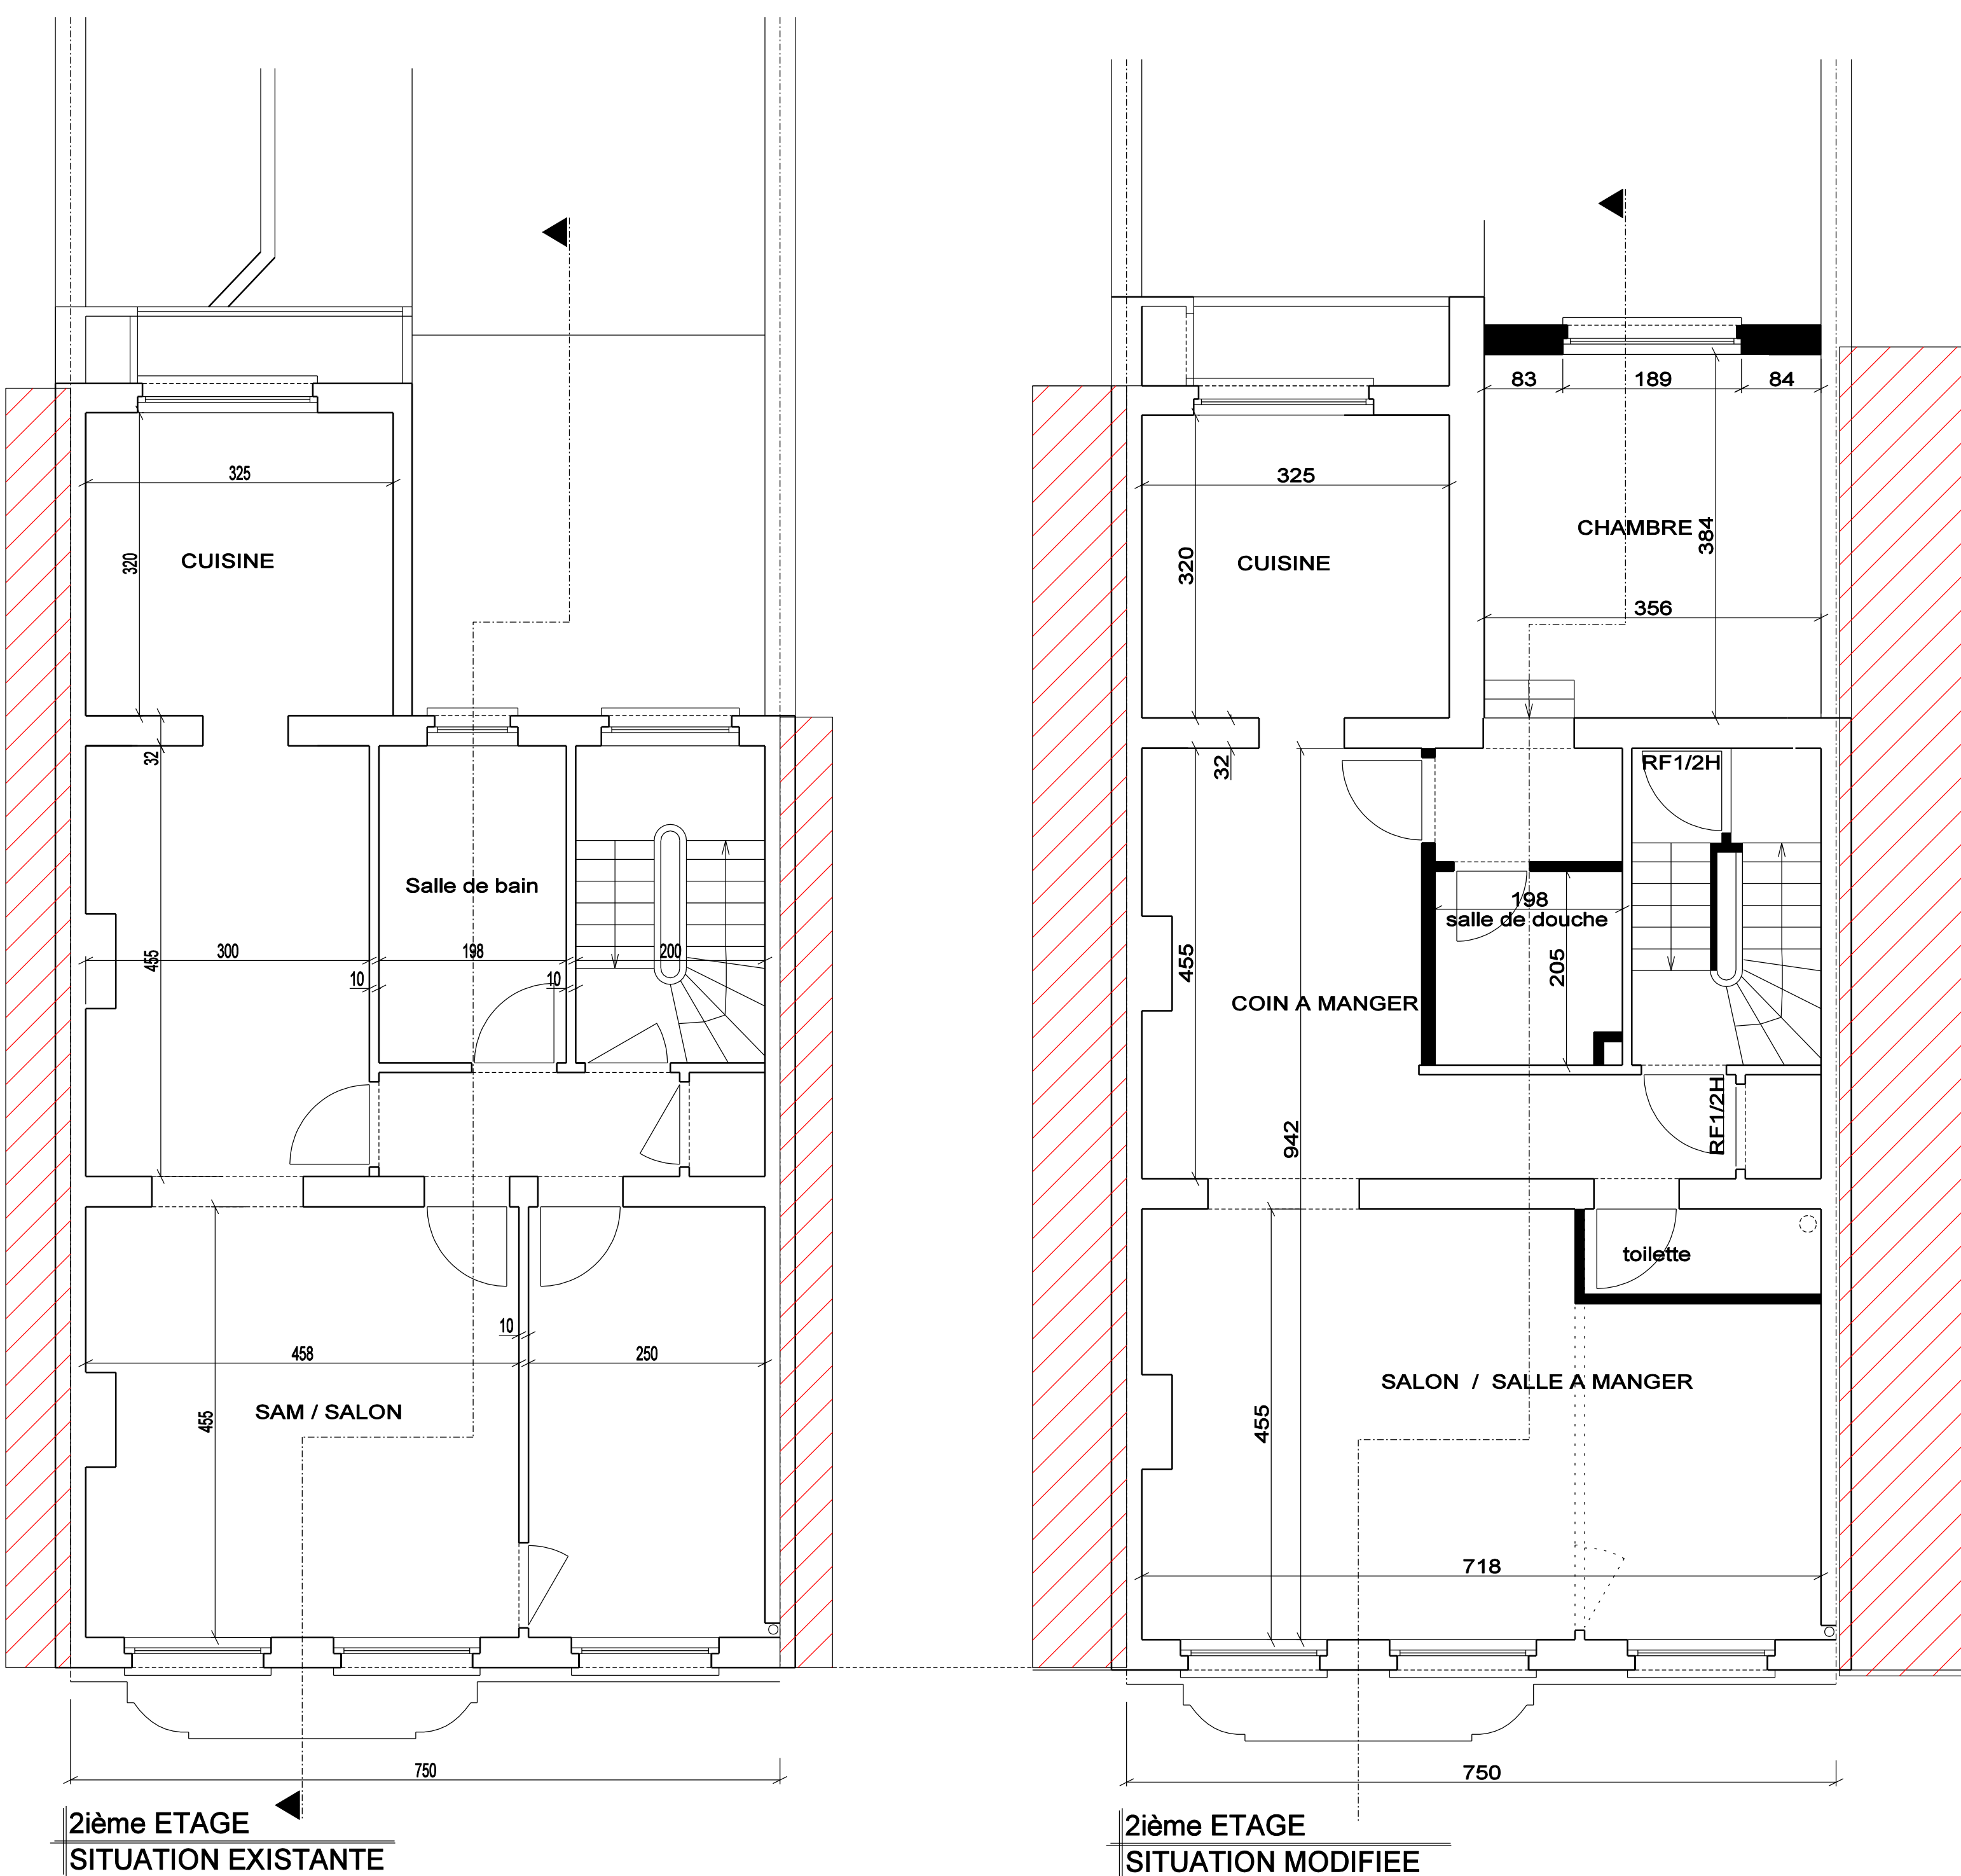 325
320
CUISINE
32
Salle de bain
300
455
10
198
10
200
10
458
250
SAM / SALON
455
750
2ième ETAGE
SITUATION EXISTANTE
83
189
84
325
CHAMBRE
384
320
CUISINE
356
32
RF1/2H
198
salle de douche
455
205
COIN A MANGER
942
RF1/2H
toilette
SALON / SALLE A MANGER
455
718
750
2ième ETAGE
SITUATION MODIFIEE